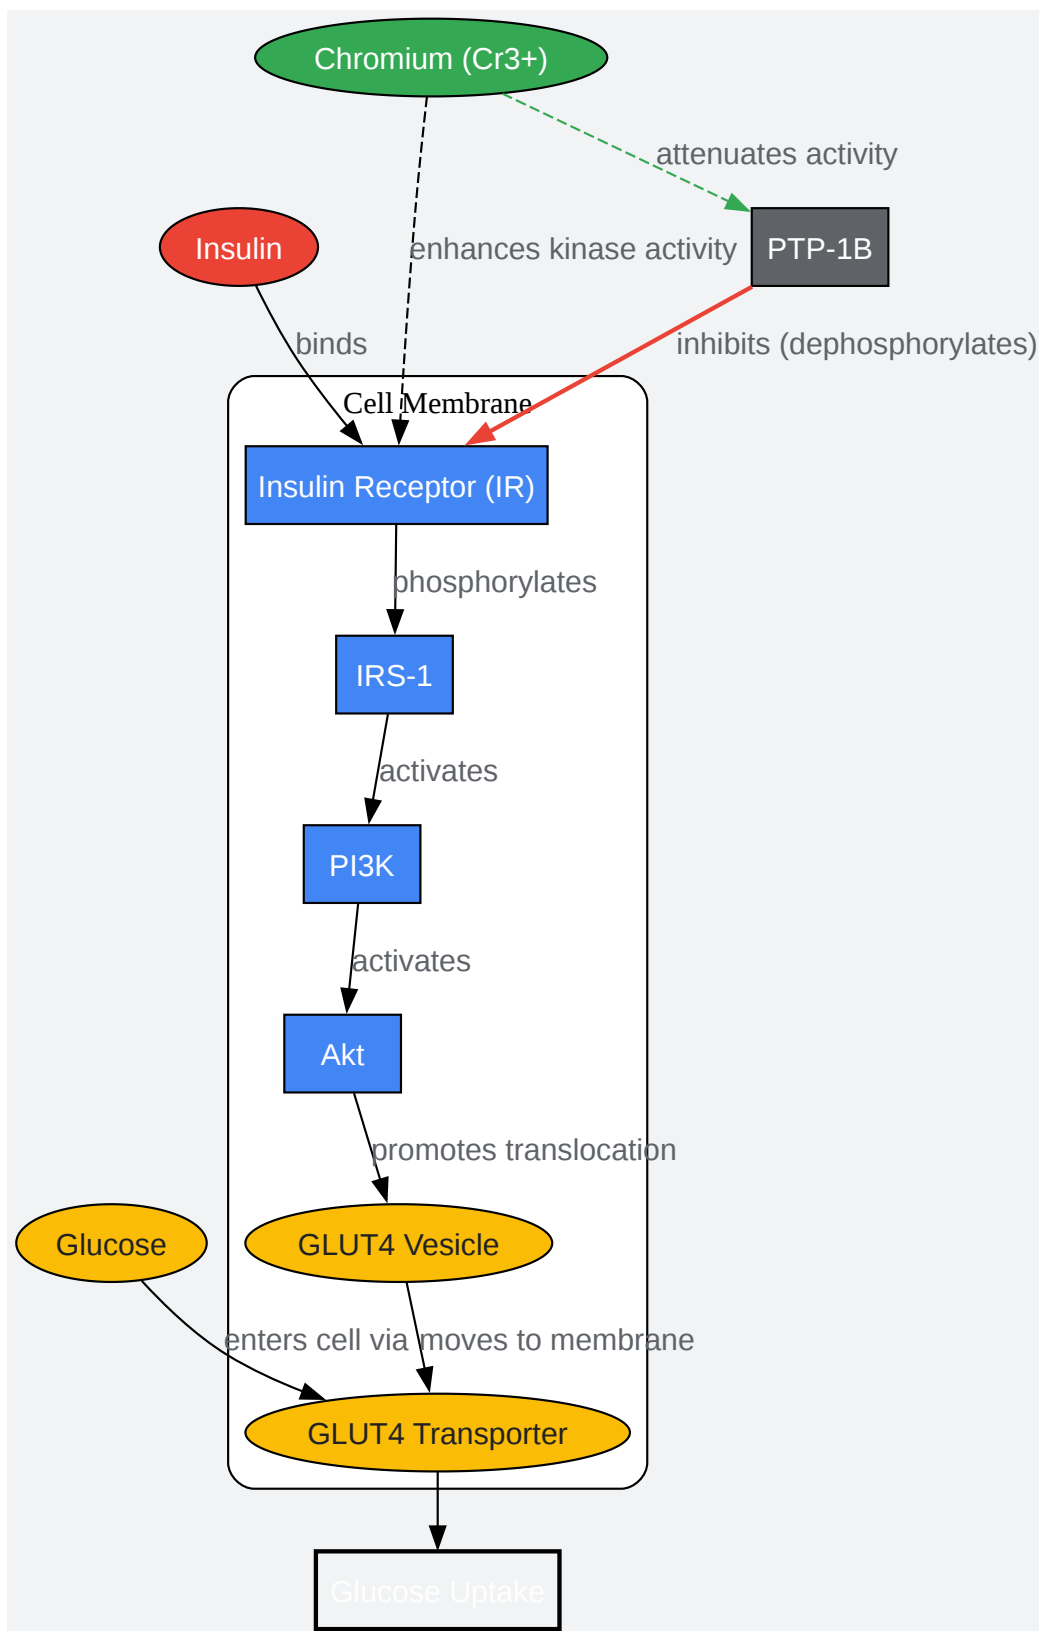 Chromium (Cr3+)
attenuates activity
Insulin
enhances kinase activity
PTP-1B
binds
inhibits (dephosphorylates)
Cell Membrane
Insulin Receptor (IR)
phosphorylates
IRS-1
activates
PI3K
activates
Akt
promotes translocation
Glucose
GLUT4 Vesicle
enters cell via
moves to membrane
GLUT4 Transporter
Glucose Uptake